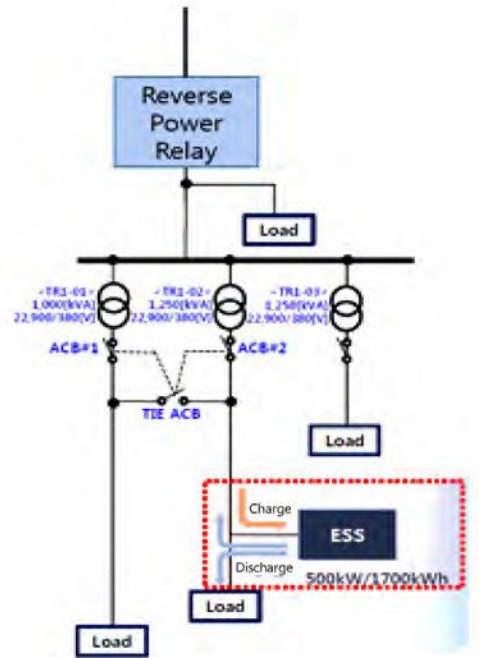 Reverse
Power
Relay
Load
<TR1-01>
1,000[kVA]
22,900/380[V]
<TR1-02>
1,250[kVA]
22,900/380[V]
<TR1-03>
1,250[kVA]
22,900/380[V]
ACB#1
ACB#2
TIE ACB
Load
Charge
ESS
Discharge
500kW/1700kWh
Load
Load